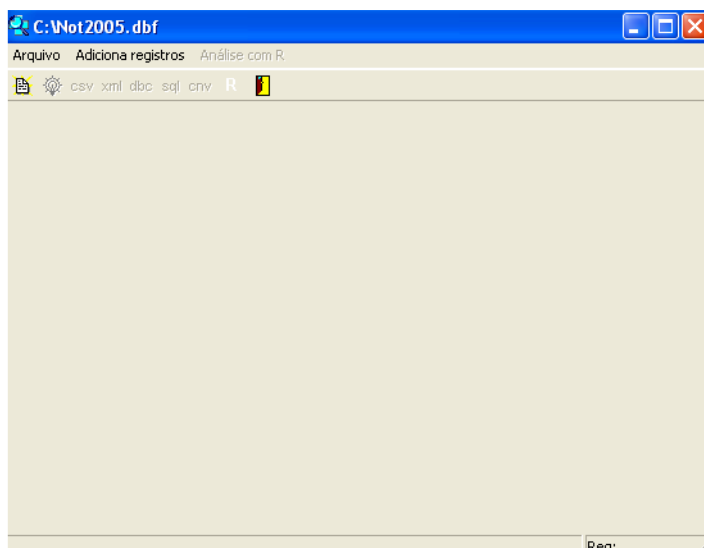 C:\Not2005.dbf
Arquivo Adiciona registros Análise com R
csv xml dbc sql cnv R
Reg: